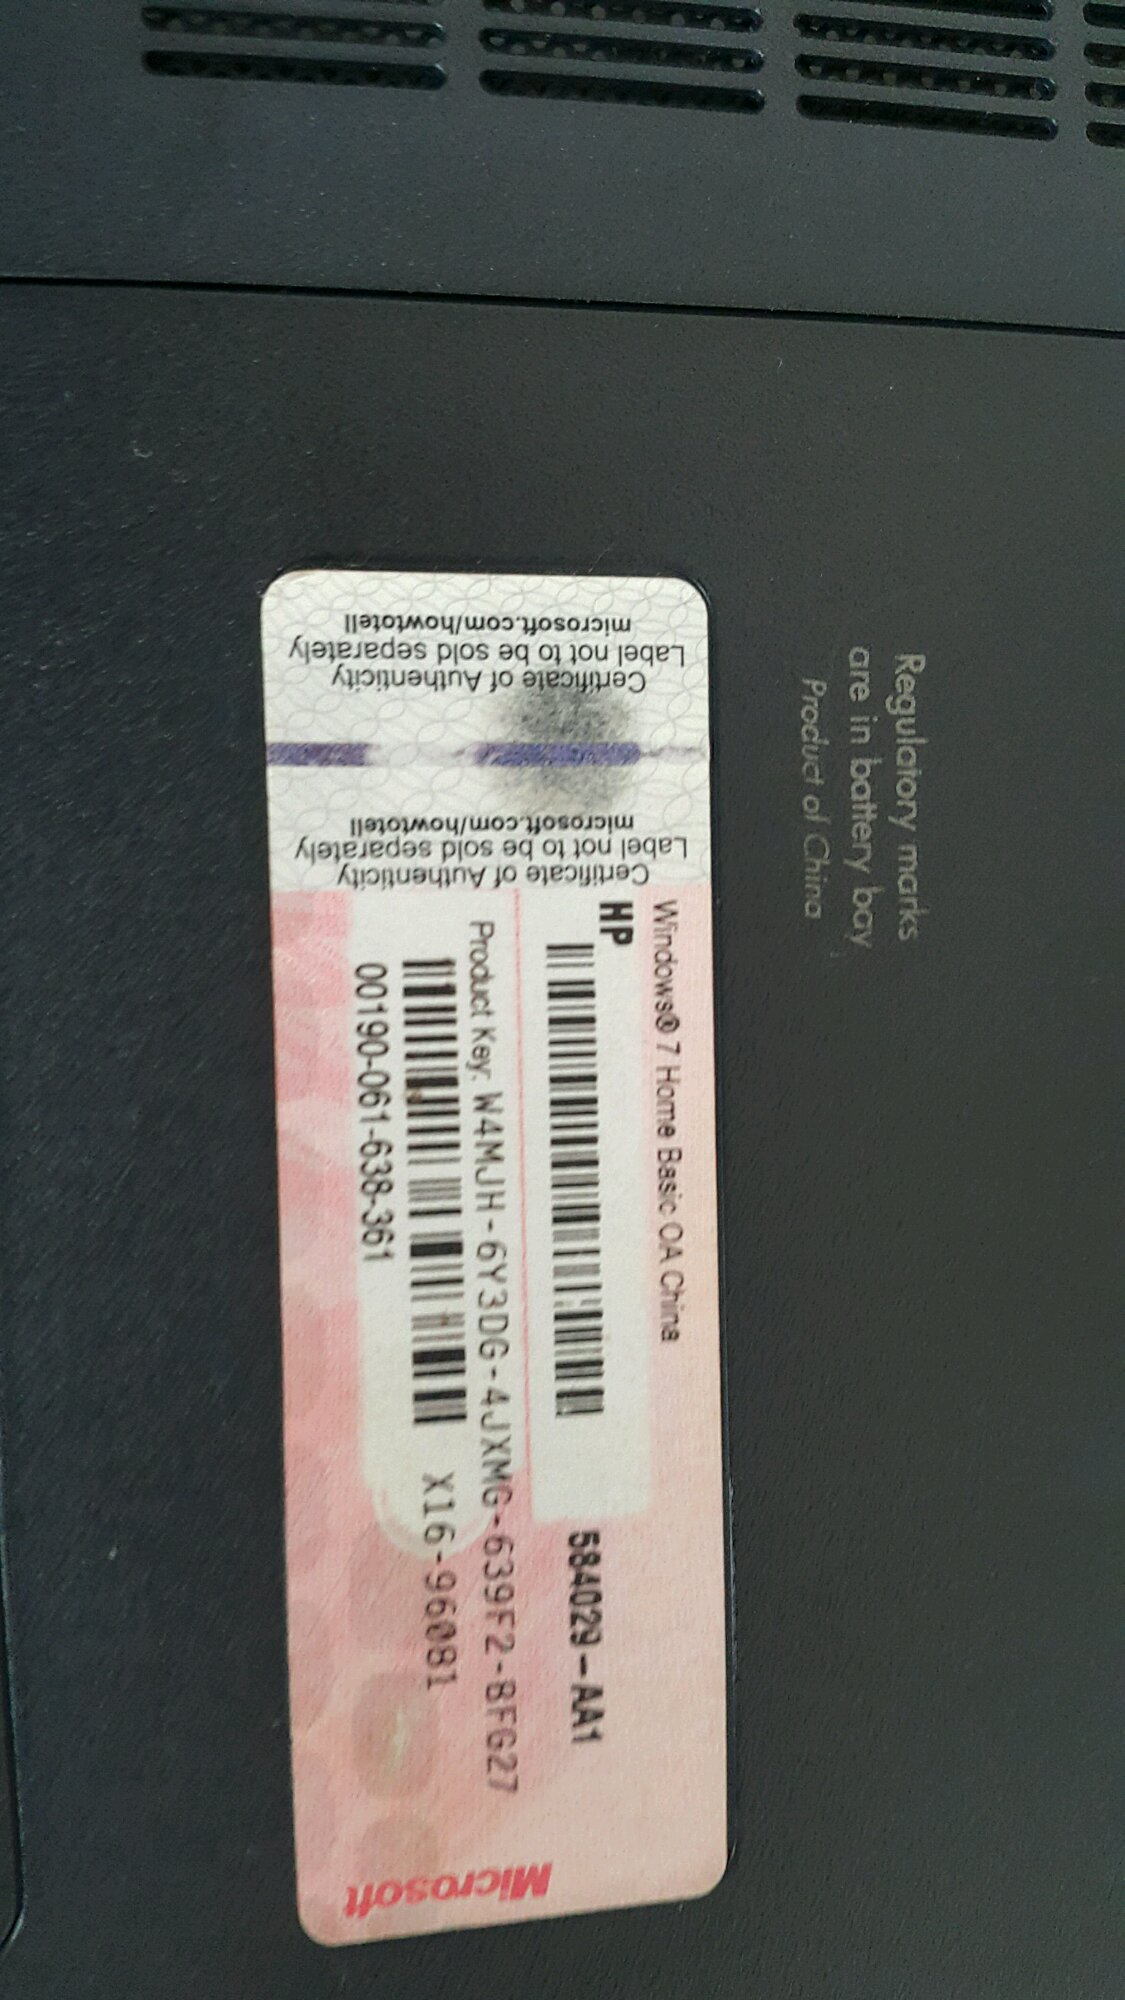 Regulatory marks
are in battery bay
Product of China
Windows® 7 Home Basic OA China
HP
584029-AA1
Product Key: W4MJH-6Y3DG-4JXMG-639F2-BFG27
X16-96081
00190-061-638-361
Certificate of Authenticity
Label not to be sold separately
microsoft.com/howtotell
Certificate of Authenticity
Label not to be sold separately
microsoft.com/howtotell
Microsoft